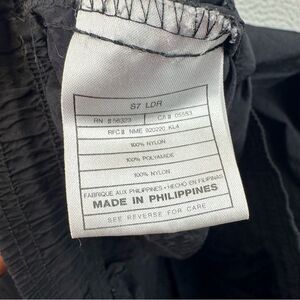 S7 LDR
RN # 56323 CA # 05553
RFC# NME 920220 KL4
100% NYLON
100% POLYAMIDE
100% NYLON
FABRIQUE AUX PHILIPPINES • HECHO EN FILIPINAS
MADE IN PHILIPPINES
SEE REVERSE FOR CARE